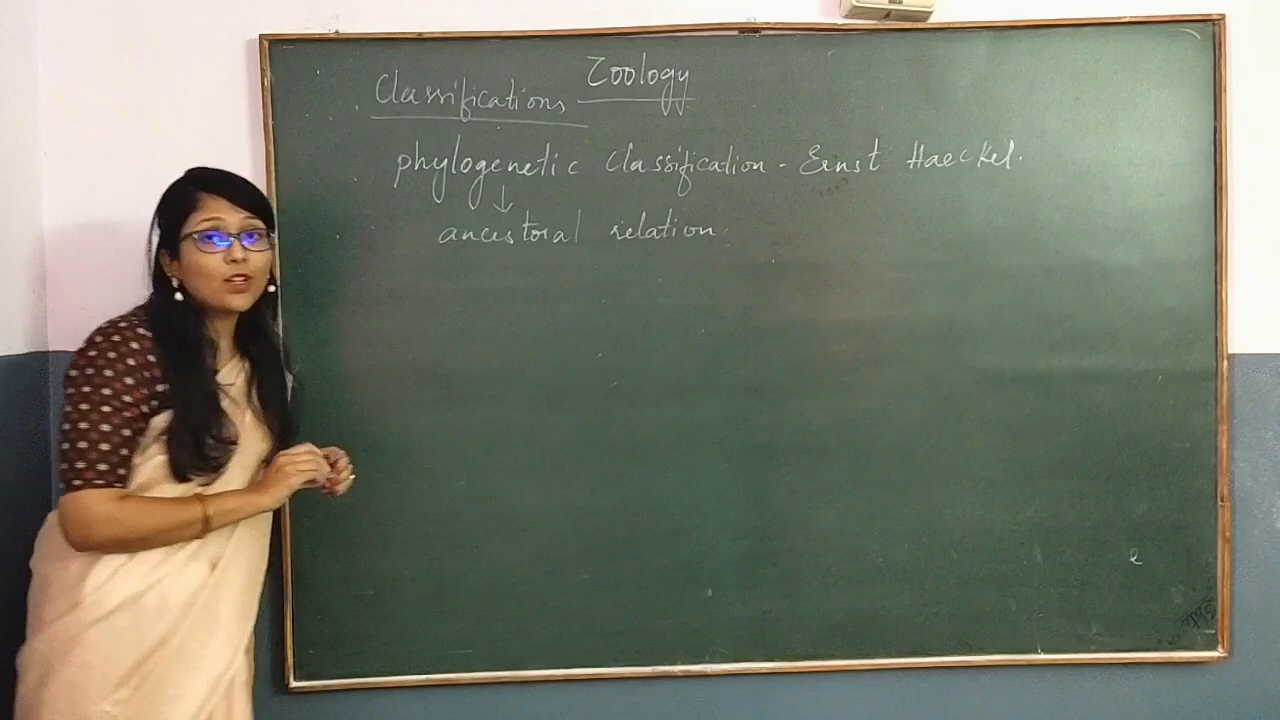 Zoology
Classifications
phylogenetic classification - Ernst Haeckel.
↓
ancestoral relation.
e